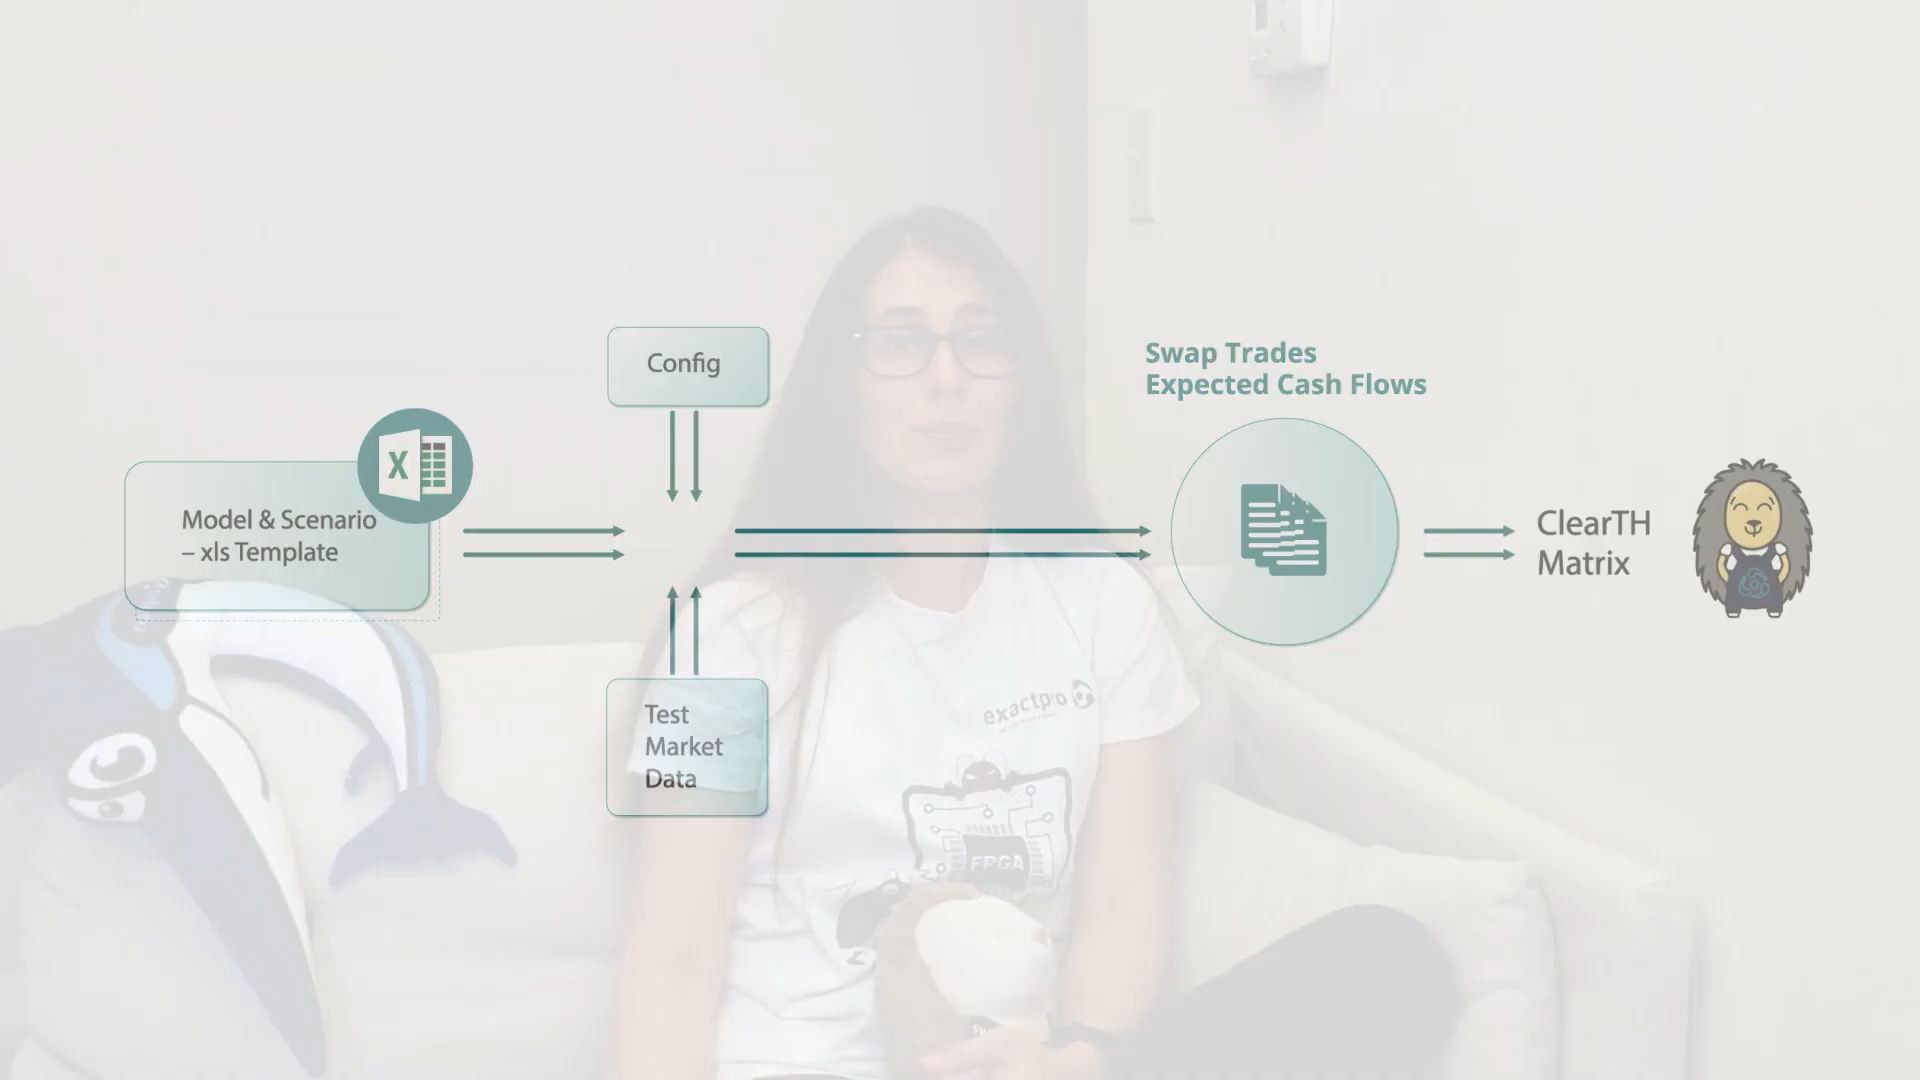 Config
Swap Trades
Expected Cash Flows
X
Model & Scenario
– xls Template
ClearTH
Matrix
Test
Market
Data
exactpro
FPGA